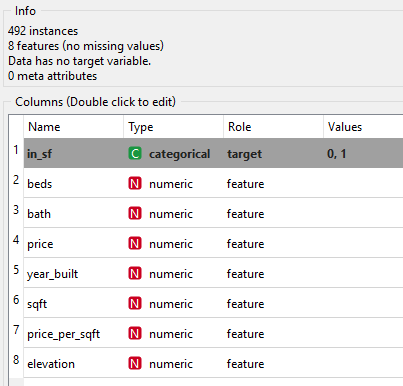 Info
492 instances
8 features (no missing values)
Data has no target variable.
0 meta attributes
Columns (Double click to edit)
Name Type Role Values
1 in_sf C categorical target 0, 1
2 beds N numeric feature
3 bath N numeric feature
4 price N numeric feature
5 year_built N numeric feature
6 sqft N numeric feature
7 price_per_sqft N numeric feature
8 elevation N numeric feature